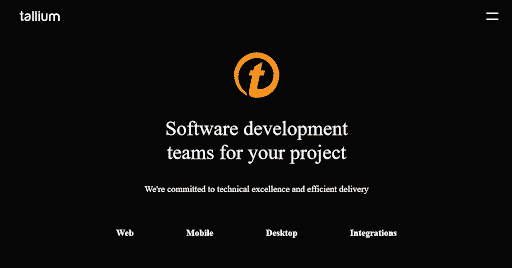 tallium
t
Software development
teams for your project
We're committed to technical excellence and efficient delivery
Web Mobile Desktop Integrations